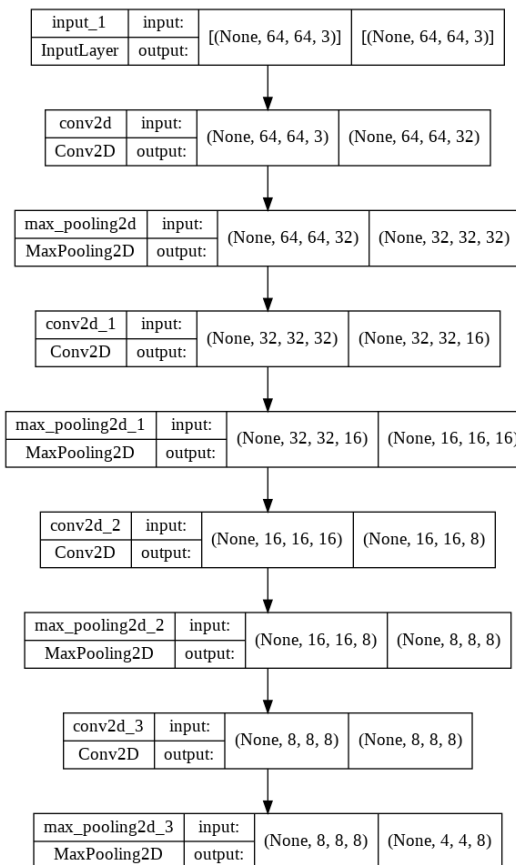 input_1 input: [(None, 64, 64, 3)] [(None, 64, 64, 3)]
InputLayer output:
conv2d input: (None, 64, 64, 3) (None, 64, 64, 32)
Conv2D output:
max_pooling2d input: (None, 64, 64, 32) (None, 32, 32, 32)
MaxPooling2D output:
conv2d_1 input: (None, 32, 32, 32) (None, 32, 32, 16)
Conv2D output:
max_pooling2d_1 input: (None, 32, 32, 16) (None, 16, 16, 16)
MaxPooling2D output:
conv2d_2 input: (None, 16, 16, 16) (None, 16, 16, 8)
Conv2D output:
max_pooling2d_2 input: (None, 16, 16, 8) (None, 8, 8, 8)
MaxPooling2D output:
conv2d_3 input: (None, 8, 8, 8) (None, 8, 8, 8)
Conv2D output:
max_pooling2d_3 input: (None, 8, 8, 8) (None, 4, 4, 8)
MaxPooling2D output: